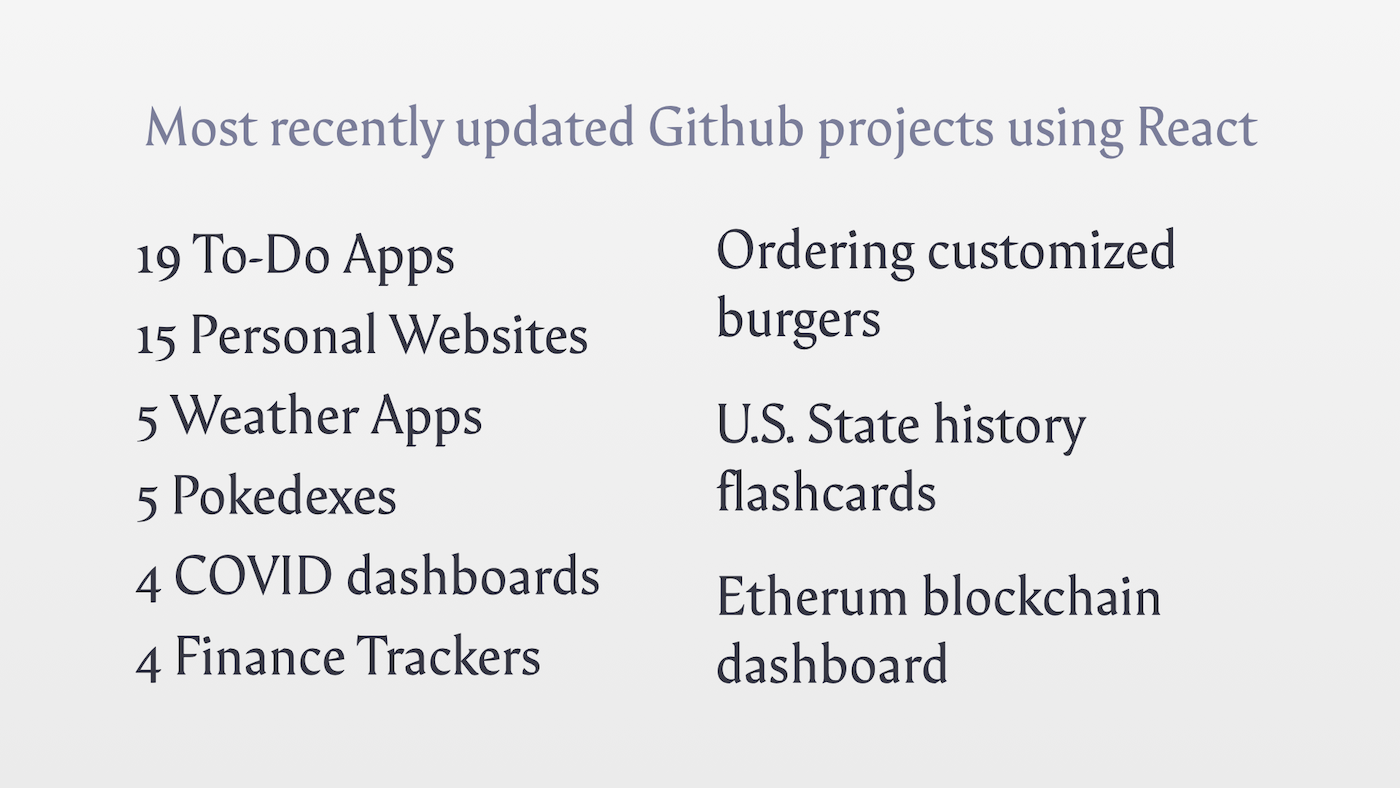 Most recently updated Github projects using React
19 To-Do Apps
15 Personal Websites
5 Weather Apps
5 Pokedexes
4 COVID dashboards
4 Finance Trackers
Ordering customized
burgers
U.S. State history
flashcards
Etherum blockchain
dashboard